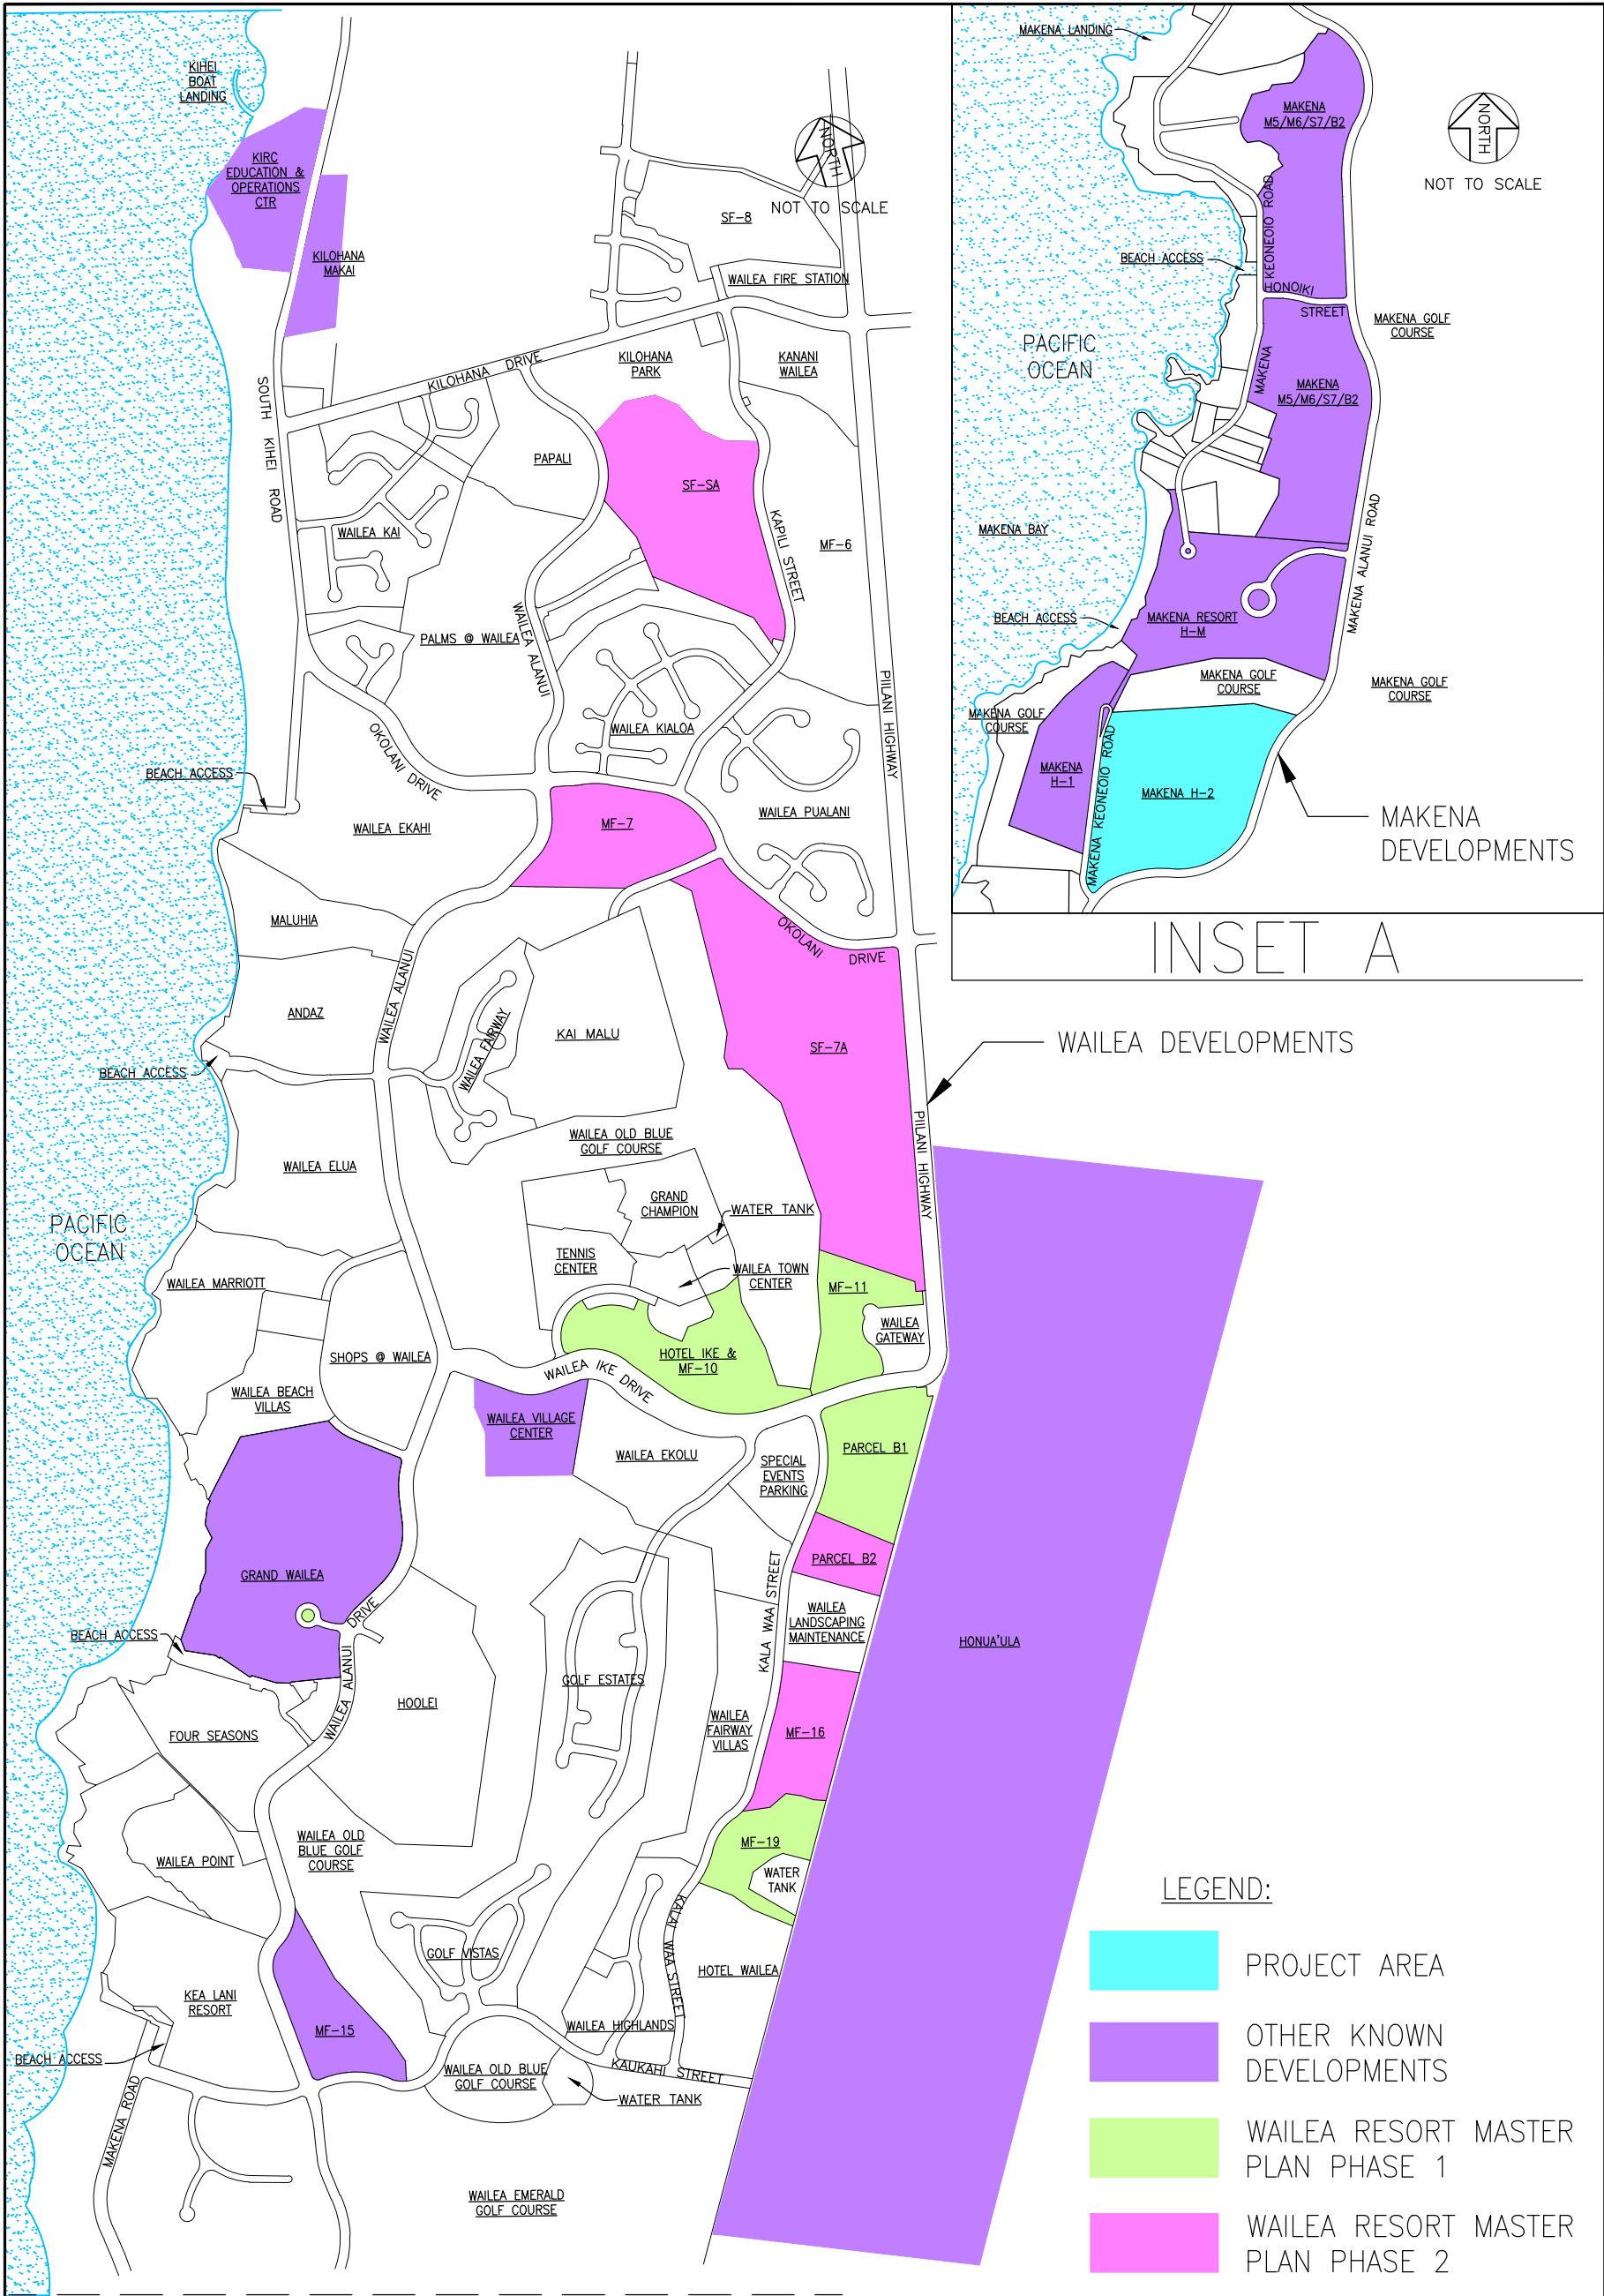 KIHEI
BOAT
LANDING
KIRC
EDUCATION &
OPERATIONS
CTR
KILOHANA
MAKAI
NORTH
NOT TO SCALE
SF-8
WAILEA FIRE STATION
KILOHANA DRIVE
KILOHANA
PARK
KANANI
WAILEA
SOUTH KIHEI ROAD
PAPALI
SF-SA
KAPILI STREET
MF-6
WAILEA KAI
PALMS @ WAILEA
WAILEA ALANUI
WAILEA KIALOA
PIILANI HIGHWAY
OKOLANI DRIVE
BEACH ACCESS
WAILEA EKAHI
MF-7
WAILEA PUALANI
MALUHIA
OKOLANI DRIVE
WAILEA ALANUI
ANDAZ
WAILEA FAIRWAY
KAI MALU
SF-7A
BEACH ACCESS
WAILEA DEVELOPMENTS
WAILEA OLD BLUE
GOLF COURSE
PIILANI HIGHWAY
WAILEA ELUA
GRAND
CHAMPION
WATER TANK
PACIFIC
OCEAN
TENNIS
CENTER
WAILEA TOWN
CENTER
WAILEA MARRIOTT
MF-11
WAILEA
GATEWAY
SHOPS @ WAILEA
HOTEL IKE &
MF-10
WAILEA IKE DRIVE
WAILEA BEACH
VILLAS
WAILEA VILLAGE
CENTER
WAILEA EKOLU
SPECIAL
EVENTS
PARKING
PARCEL B1
PARCEL B2
GRAND WAILEA
KALA WAA STREET
WAILEA
LANDSCAPING
MAINTENANCE
BEACH ACCESS
WAILEA ALANUI DRIVE
HONUA'ULA
GOLF ESTATES
HOOLEI
FOUR SEASONS
WAILEA
FAIRWAY
VILLAS
MF-16
WAILEA OLD
BLUE GOLF
COURSE
MF-19
WAILEA POINT
WATER
TANK
KALAI WAA STREET
GOLF VISTAS
HOTEL WAILEA
KEA LANI
RESORT
MF-15
WAILEA HIGHLANDS
BEACH ACCESS
WAILEA OLD BLUE
GOLF COURSE
KAUKAHI STREET
WATER TANK
MAKENA ROAD
WAILEA EMERALD
GOLF COURSE
MAKENA LANDING
MAKENA
M5/M6/S7/B2
NORTH
NOT TO SCALE
KEONEOIO ROAD
BEACH ACCESS
HONOIKI
STREET
MAKENA GOLF
COURSE
PACIFIC
OCEAN
MAKENA
MAKENA
M5/M6/S7/B2
MAKENA BAY
MAKENA ALANUI ROAD
BEACH ACCESS
MAKENA RESORT
H-M
MAKENA GOLF
COURSE
MAKENA GOLF
COURSE
MAKENA GOLF
COURSE
MAKENA
H-1
MAKENA KEONEOIO ROAD
MAKENA H-2
MAKENA
DEVELOPMENTS
INSET A
LEGEND:
PROJECT AREA
OTHER KNOWN
DEVELOPMENTS
WAILEA RESORT MASTER
PLAN PHASE 1
WAILEA RESORT MASTER
PLAN PHASE 2